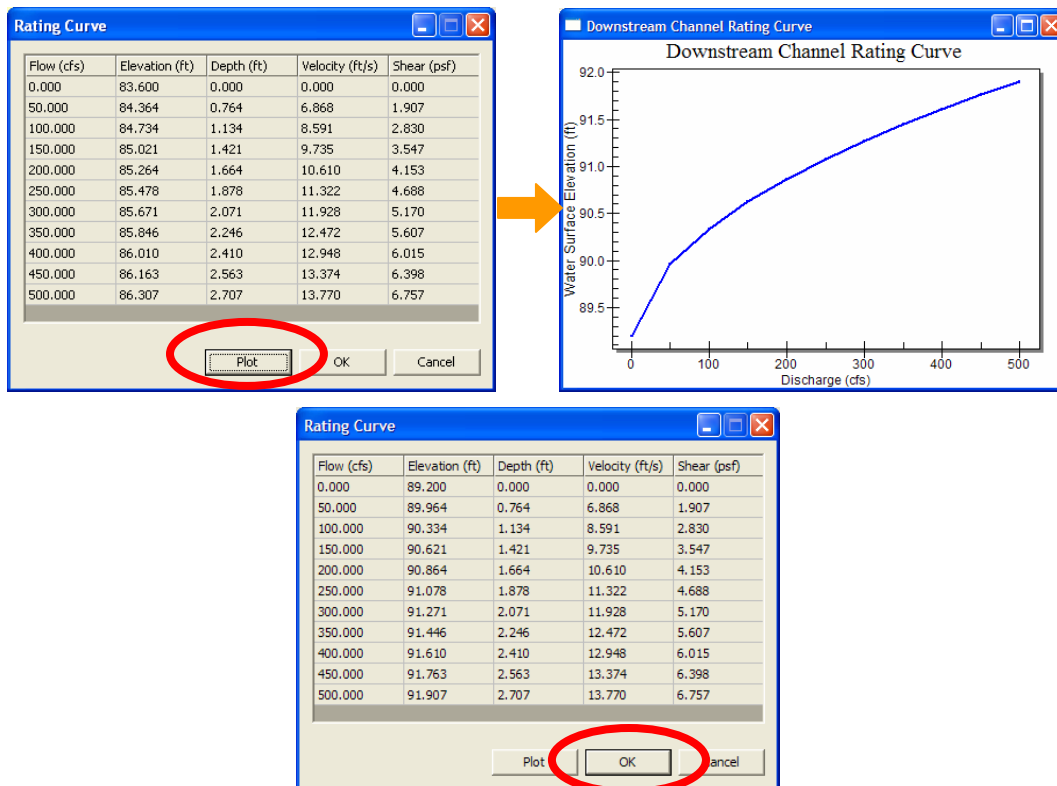 Rating Curve
Flow (cfs) Elevation (ft) Depth (ft) Velocity (ft/s) Shear (psf)
0.000 83.600 0.000 0.000 0.000
50.000 84.364 0.764 6.868 1.907
100.000 84.734 1.134 8.591 2.830
150.000 85.021 1.421 9.735 3.547
200.000 85.264 1.664 10.610 4.153
250.000 85.478 1.878 11.322 4.688
300.000 85.671 2.071 11.928 5.170
350.000 85.846 2.246 12.472 5.607
400.000 86.010 2.410 12.948 6.015
450.000 86.163 2.563 13.374 6.398
500.000 86.307 2.707 13.770 6.757
Plot OK Cancel
Downstream Channel Rating Curve
Downstream Channel Rating Curve
Water Surface Elevation (ft)
92.0
91.5
91.0
90.5
90.0
89.5
0 100 200 300 400 500
Discharge (cfs)
Rating Curve
Flow (cfs) Elevation (ft) Depth (ft) Velocity (ft/s) Shear (psf)
0.000 89.200 0.000 0.000 0.000
50.000 89.964 0.764 6.868 1.907
100.000 90.334 1.134 8.591 2.830
150.000 90.621 1.421 9.735 3.547
200.000 90.864 1.664 10.610 4.153
250.000 91.078 1.878 11.322 4.688
300.000 91.271 2.071 11.928 5.170
350.000 91.446 2.246 12.472 5.607
400.000 91.610 2.410 12.948 6.015
450.000 91.763 2.563 13.374 6.398
500.000 91.907 2.707 13.770 6.757
Plot OK ancel